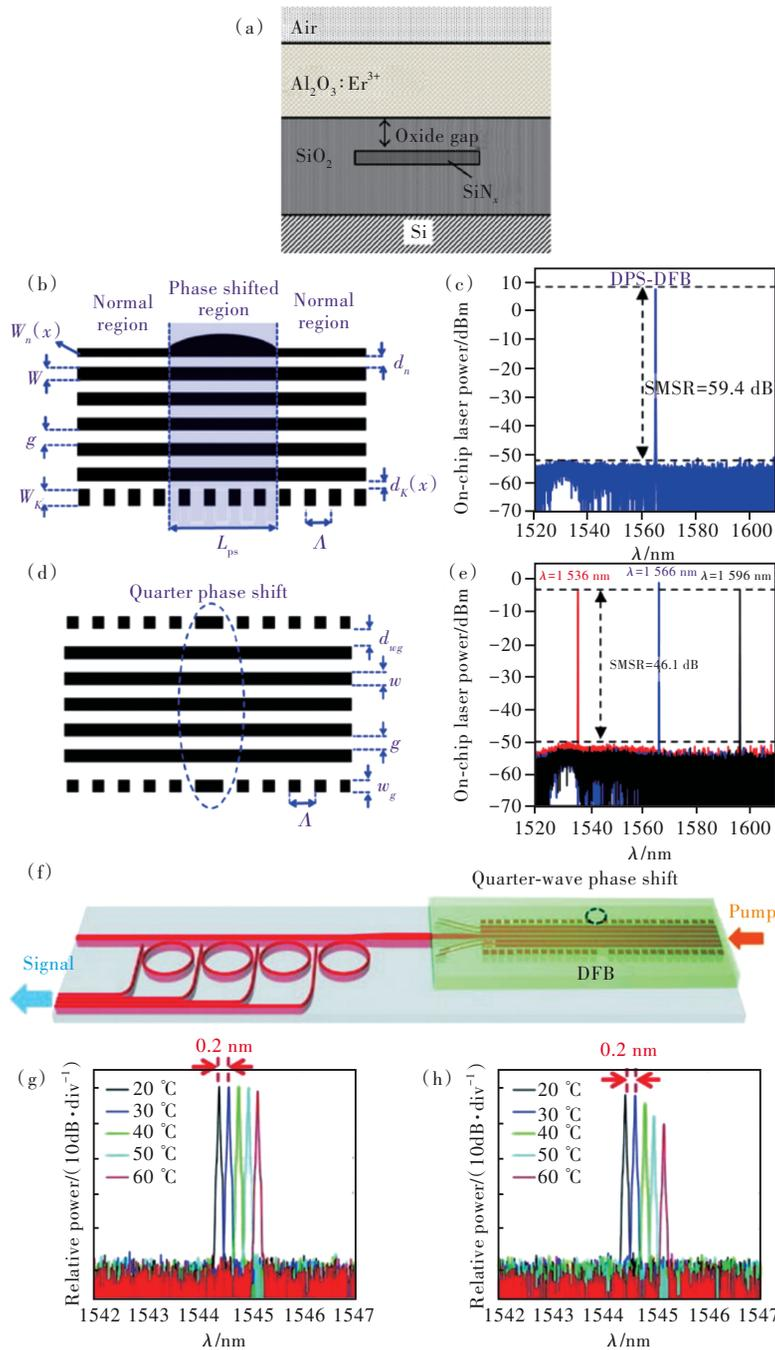 (a)
Air
Al₂O₃:Er³⁺
Oxide gap
SiO₂
SiNₓ
Si
(b)
Phase shifted
region
Normal
region
Normal
region
Wₙ(x)
dₙ
W
g
W_K
d_K(x)
L_ps
Λ
(c)
DPS-DFB
10
0
−10
−20
−30
−40
−50
−60
−70
SMSR=59.4 dB
On-chip laser power/dBm
1520 1540 1560 1580 1600
λ/nm
(d)
Quarter phase shift
d_wg
w
g
w_g
Λ
(e)
λ=1 536 nm λ=1 566 nm λ=1 596 nm
0
−10
−20
−30
−40
−50
−60
−70
SMSR=46.1 dB
On-chip laser power/dBm
1520 1540 1560 1580 1600
λ/nm
(f)
Quarter-wave phase shift
Pump
DFB
Signal
(g)
0.2 nm
20 ℃
30 ℃
40 ℃
50 ℃
60 ℃
Relative power/(10dB·div⁻¹)
1542 1543 1544 1545 1546 1547
λ/nm
(h)
0.2 nm
20 ℃
30 ℃
40 ℃
50 ℃
60 ℃
Relative power/(10dB·div⁻¹)
1542 1543 1544 1545 1546 1547
λ/nm